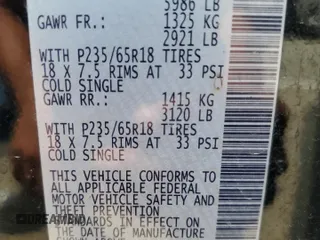 5986 LB
GAWR FR.: 1325 KG
2921 LB
WITH P235/65R18 TIRES
18 X 7.5 RIMS AT 33 PSI
COLD SINGLE
GAWR RR.: 1415 KG
3120 LB
WITH P235/65R18 TIRES
18 X 7.5 RIMS AT 33 PSI
COLD SINGLE
THIS VEHICLE CONFORMS TO
ALL APPLICABLE FEDERAL
MOTOR VEHICLE SAFETY AND
THEFT PREVENTION
STANDARDS IN EFFECT ON
THE DATE OF MANUFACTURE
SHOWN ABOVE